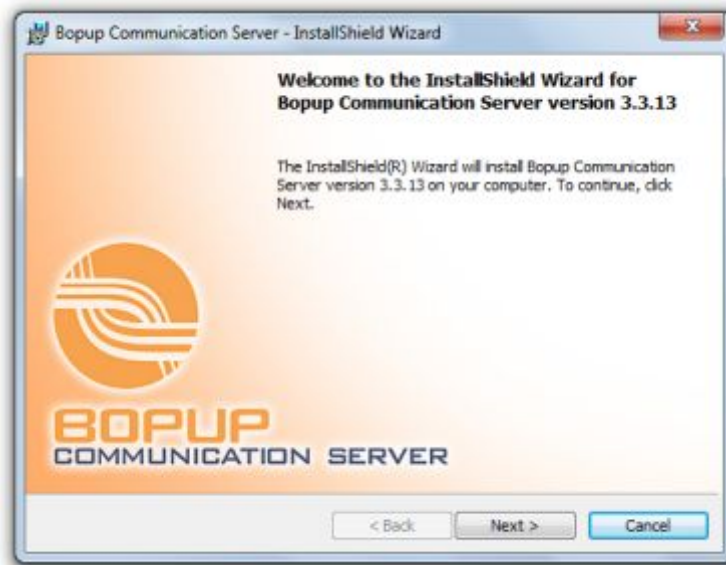 Bopup Communication Server - InstallShield Wizard
Welcome to the InstallShield Wizard for
Bopup Communication Server version 3.3.13
The InstallShield(R) Wizard will install Bopup Communication
Server version 3.3.13 on your computer. To continue, click
Next.
BOPUP
COMMUNICATION SERVER
< Back
Next >
Cancel